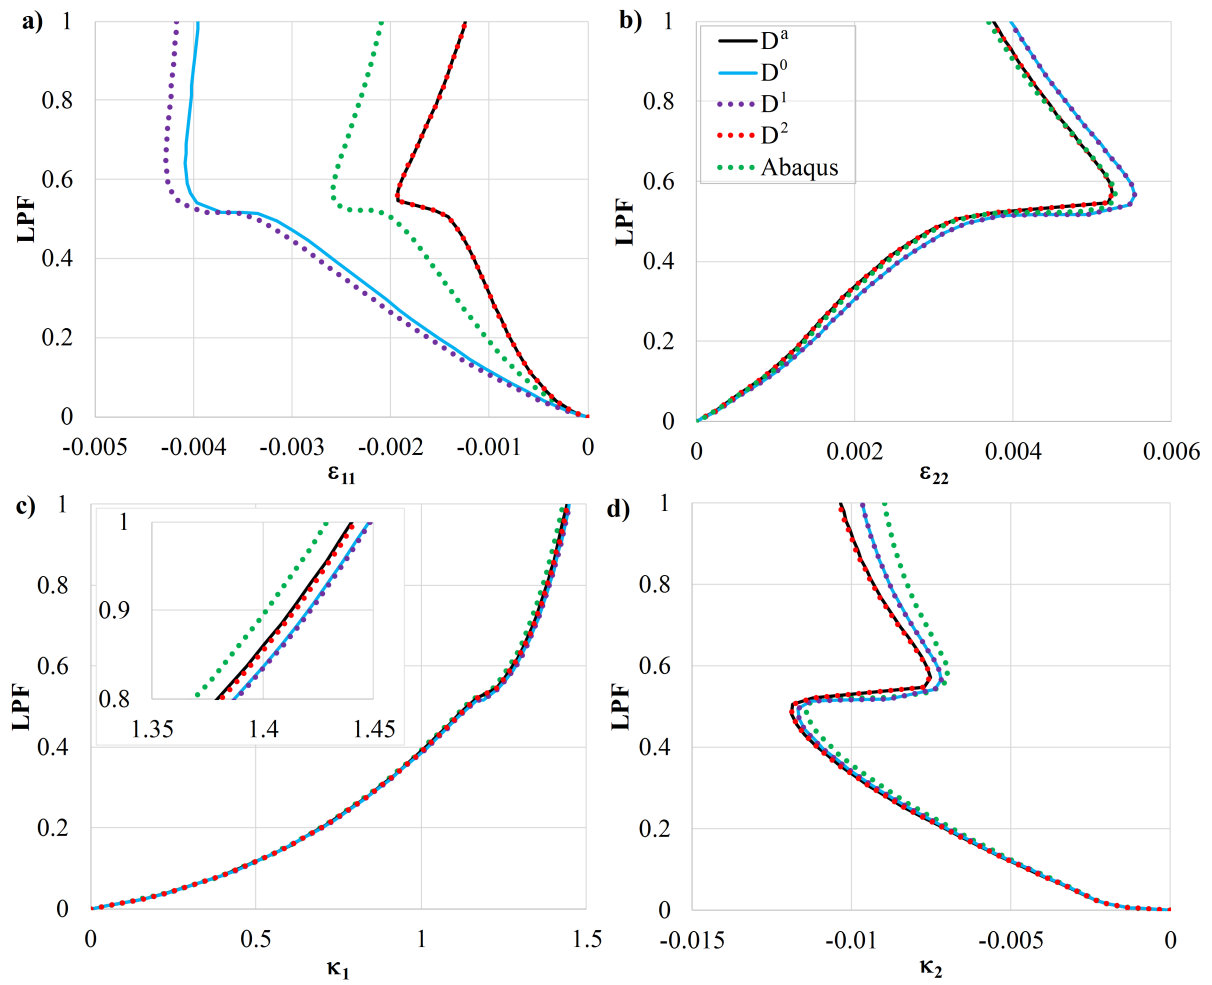 a)
1
0.8
0.6
0.4
0.2
0
LPF
-0.005 -0.004 -0.003 -0.002 -0.001 0
ε11
b)
1
0.8
0.6
0.4
0.2
0
LPF
Da
D0
D1
D2
Abaqus
0 0.002 0.004 0.006
ε22
c)
1
0.8
0.6
0.4
0.2
0
LPF
1
0.9
0.8
1.35 1.4 1.45
0 0.5 1 1.5
κ1
d)
1
0.8
0.6
0.4
0.2
0
LPF
-0.015 -0.01 -0.005 0
κ2